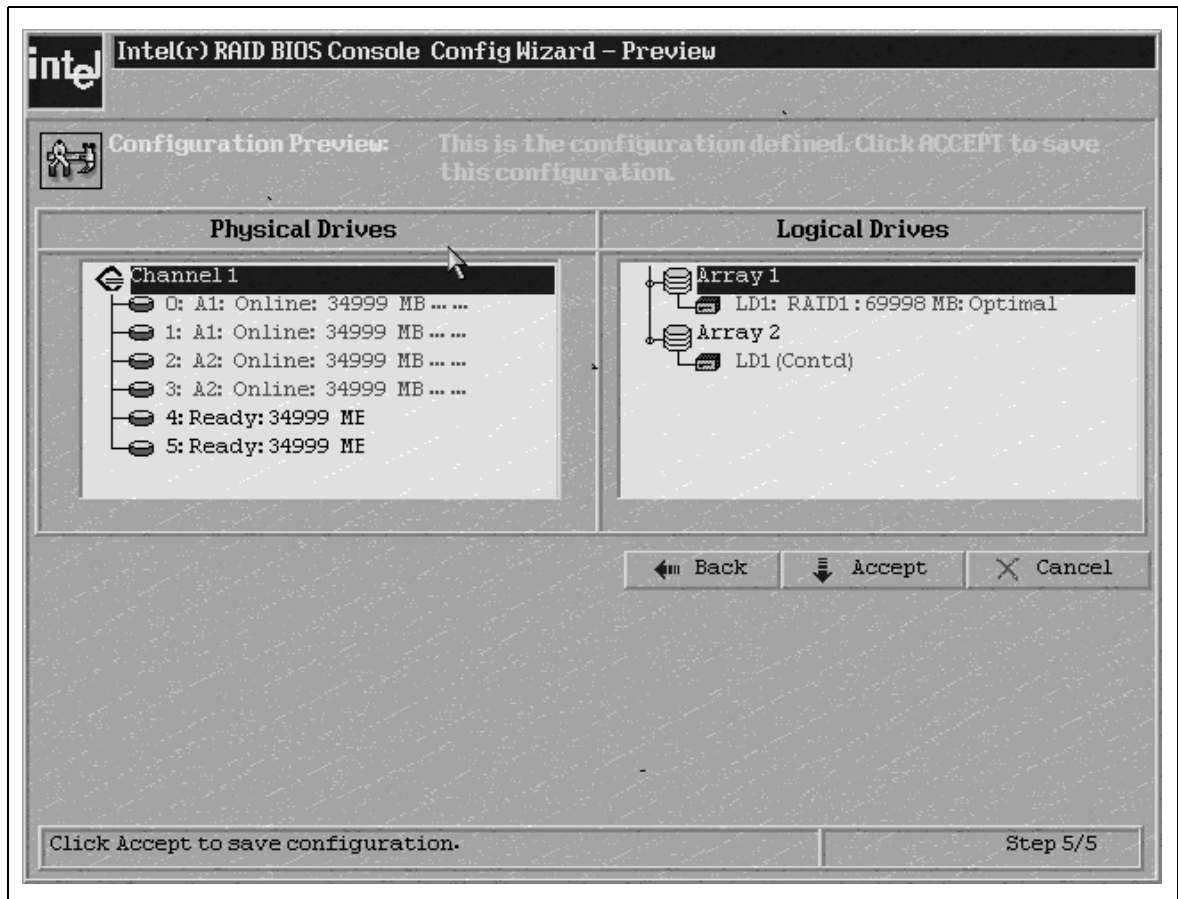 intel
Intel(r) RAID BIOS Console Config Wizard – Preview
Configuration Preview: This is the configuration defined. Click ACCEPT to save
this configuration.
Physical Drives
Channel 1
0: A1: Online: 34999 MB ... ...
1: A1: Online: 34999 MB ... ...
2: A2: Online: 34999 MB ... ...
3: A2: Online: 34999 MB ... ...
4: Ready: 34999 ME
5: Ready: 34999 ME
Logical Drives
Array 1
LD1: RAID1 : 69998 MB: Optimal
Array 2
LD1 (Contd)
Back
Accept
Cancel
Click Accept to save configuration.
Step 5/5